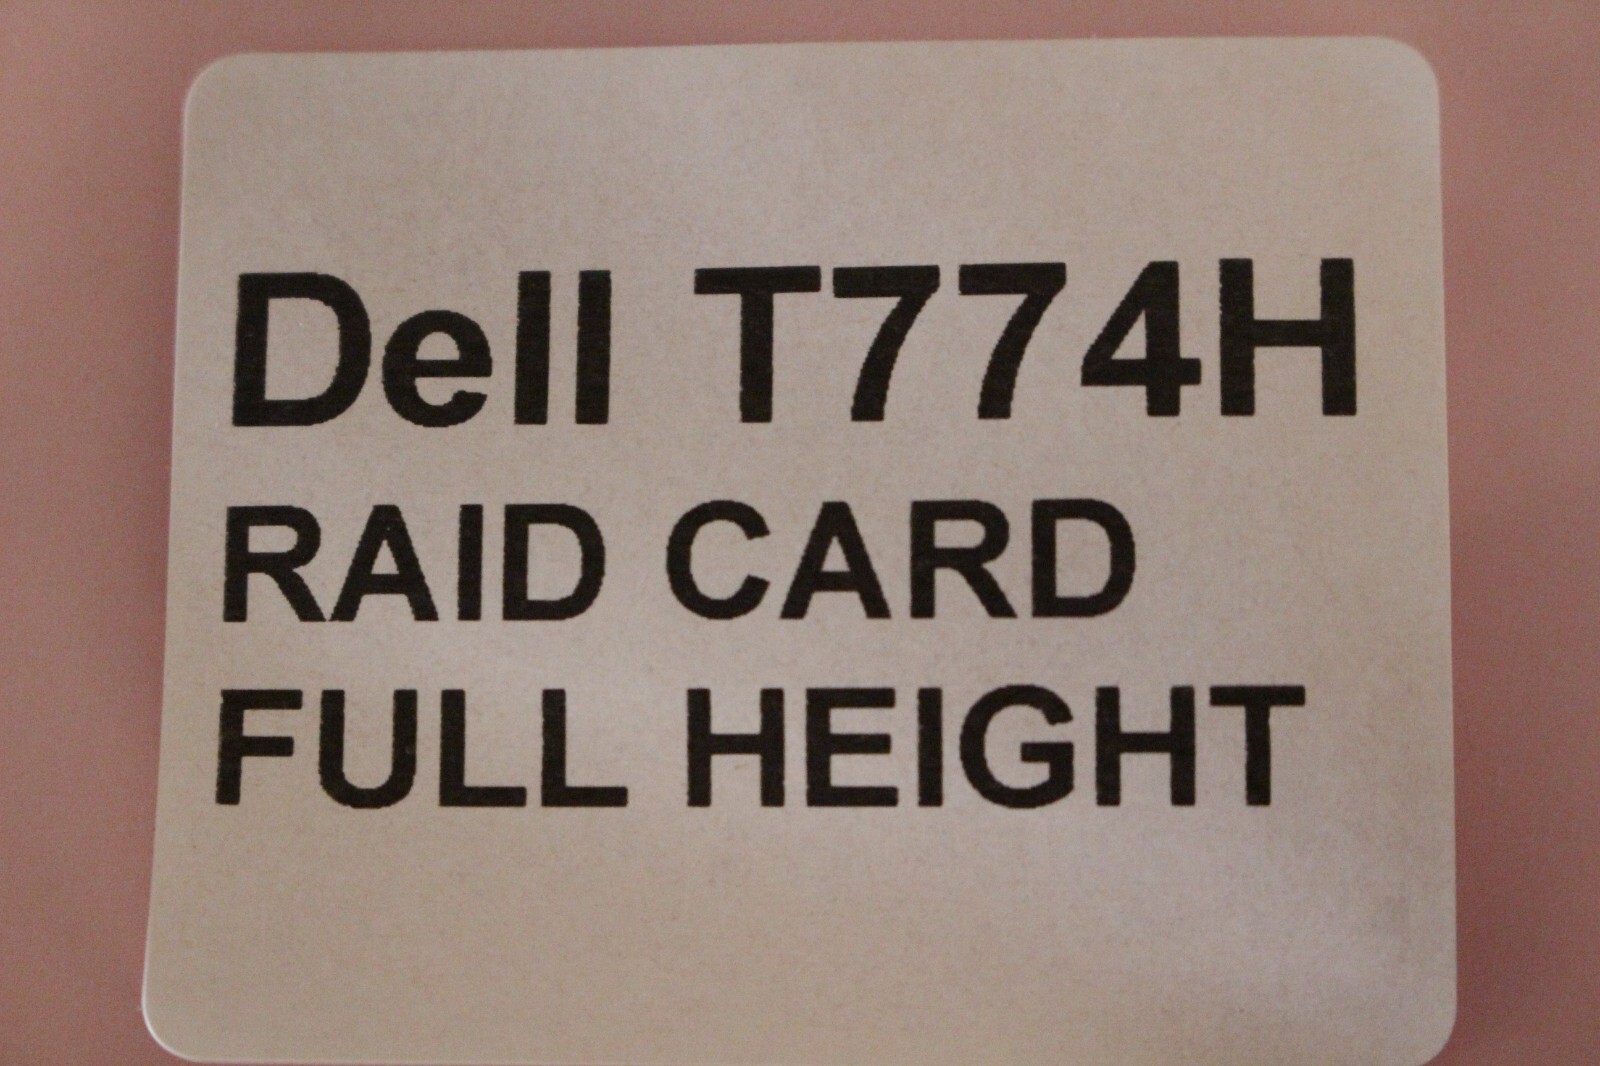 Dell T774H
RAID CARD
FULL HEIGHT